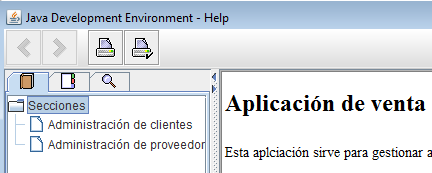 Java Development Environment - Help
Secciones
Administración de clientes
Administración de proveedor
Aplicación de venta
Esta aplciación sirve para gestionar a